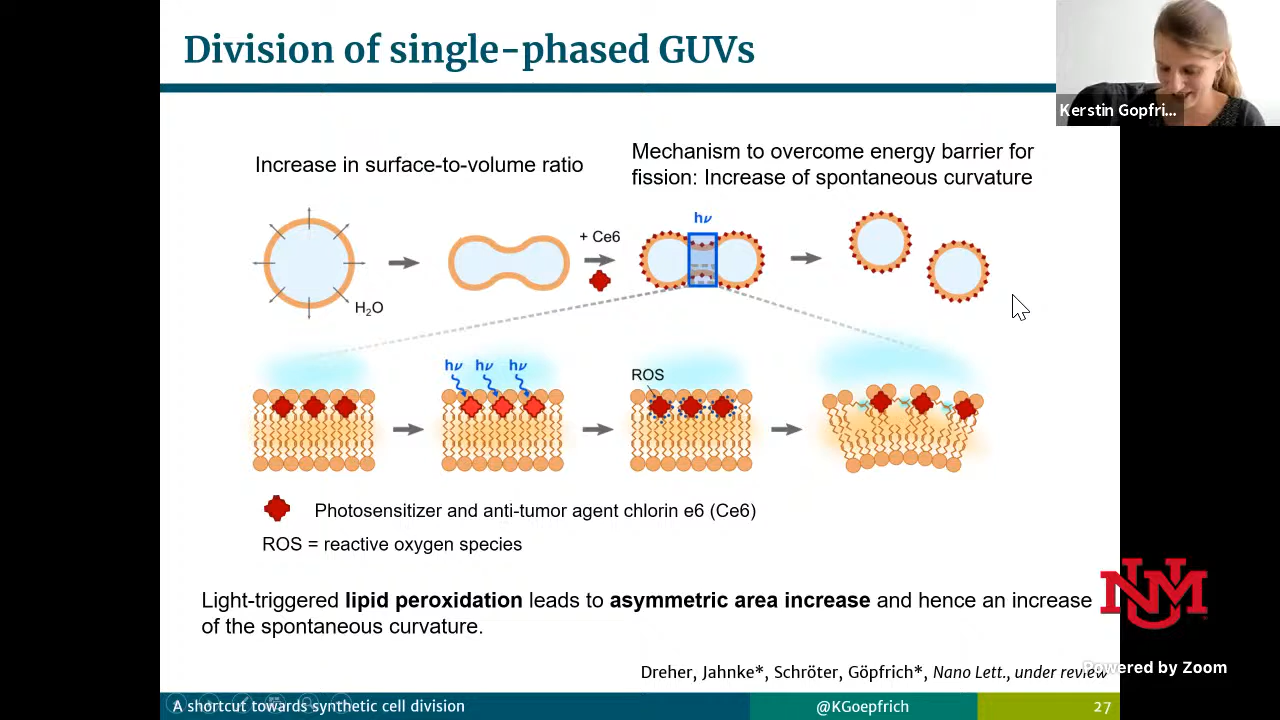 Division of single-phased GUVs
Kerstin Gopfri...
Increase in surface-to-volume ratio
Mechanism to overcome energy barrier for
fission: Increase of spontaneous curvature
hν
+ Ce6
H₂O
hν hν hν
ROS
Photosensitizer and anti-tumor agent chlorin e6 (Ce6)
ROS = reactive oxygen species
Light-triggered lipid peroxidation leads to asymmetric area increase and hence an increase
of the spontaneous curvature.
UNM
Dreher, Jahnke*, Schröter, Göpfrich*, Nano Lett., under review
Powered by Zoom
A shortcut towards synthetic cell division
@KGoepfrich
27